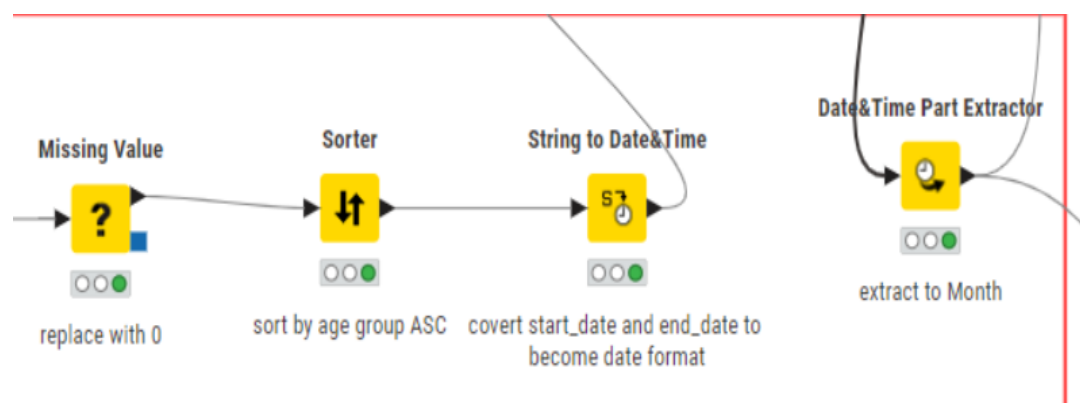 Missing Value
?
replace with 0
Sorter
sort by age group ASC
String to Date&Time
S
covert start_date and end_date to
become date format
Date&Time Part Extractor
extract to Month